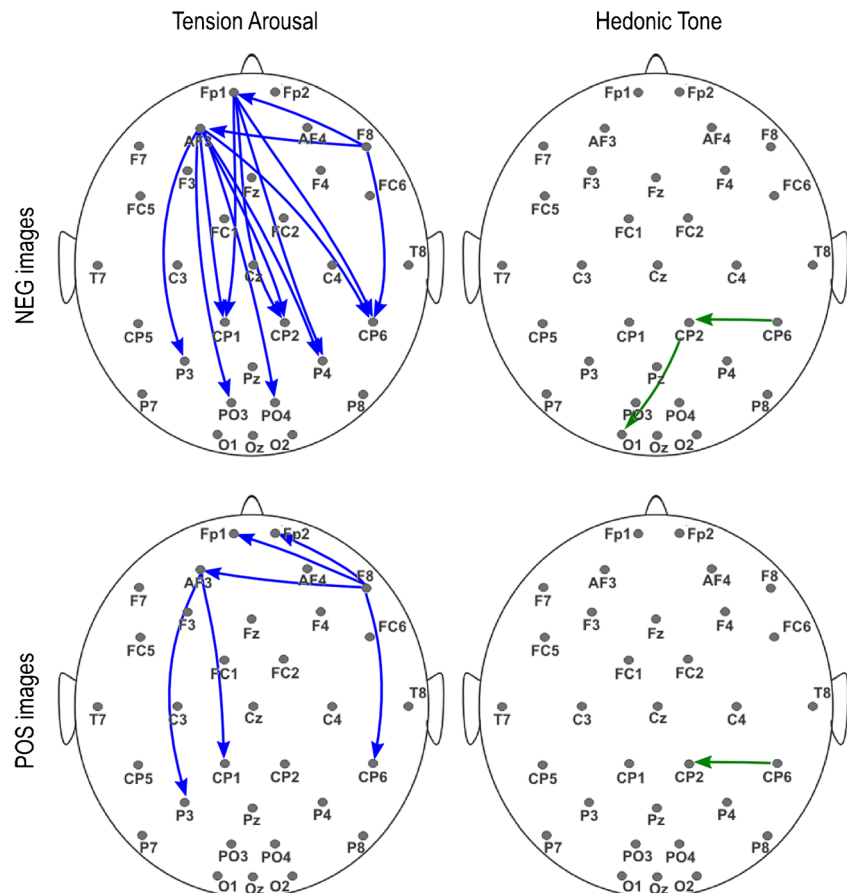 Tension Arousal
Hedonic Tone
NEG images
Fp1 Fp2
AF3 AF4 F8
F7
F3 F4
Fz
FC5 FC6
FC1 FC2
T7 C3 Cz C4 T8
CP5 CP1 CP2 CP6
P3 Pz P4
P7 P8
PO3 PO4
O1 Oz O2
Fp1 Fp2
AF3 AF4 F8
F7
F3 F4
Fz
FC5 FC6
FC1 FC2
T7 C3 Cz C4 T8
CP5 CP1 CP2 CP6
P3 Pz P4
P7 P8
PO3 PO4
O1 Oz O2
POS images
Fp1 Fp2
AF3 AF4 F8
F7
F3 F4
Fz
FC5 FC6
FC1 FC2
T7 C3 Cz C4 T8
CP5 CP1 CP2 CP6
P3 Pz P4
P7 P8
PO3 PO4
O1 Oz O2
Fp1 Fp2
AF3 AF4 F8
F7
F3 F4
Fz
FC5 FC6
FC1 FC2
T7 C3 Cz C4 T8
CP5 CP1 CP2 CP6
P3 Pz P4
P7 P8
PO3 PO4
O1 Oz O2